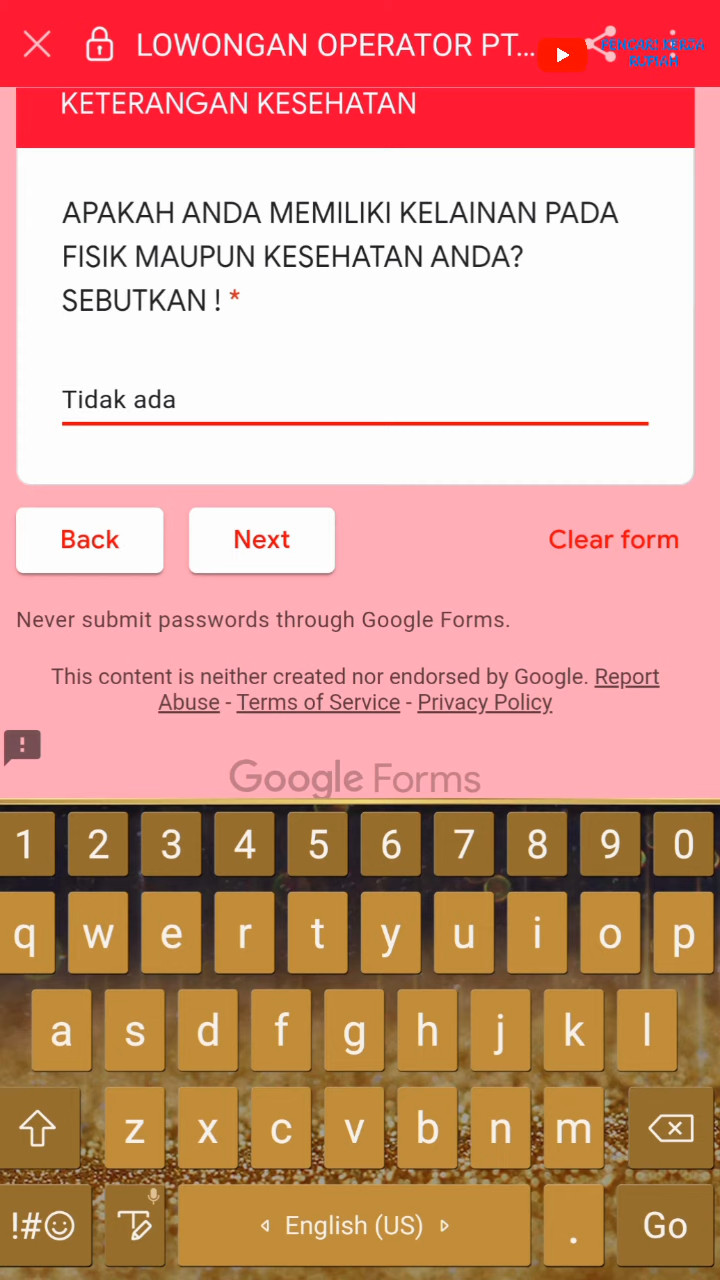 LOWONGAN OPERATOR PT...
PENCARI KERZA
RUPIAH
KETERANGAN KESEHATAN
APAKAH ANDA MEMILIKI KELAINAN PADA
FISIK MAUPUN KESEHATAN ANDA?
SEBUTKAN ! *
Tidak ada
Back Next Clear form
Never submit passwords through Google Forms.
This content is neither created nor endorsed by Google. Report
Abuse - Terms of Service - Privacy Policy
Google Forms
1 2 3 4 5 6 7 8 9 0
q w e r t y u i o p
a s d f g h j k l
z x c v b n m
!# English (US) . Go